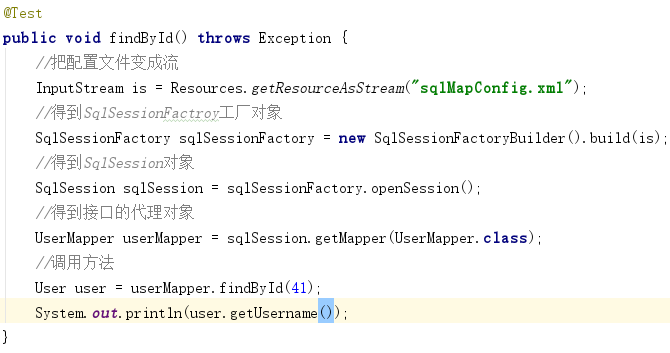 @Test
public void findById() throws Exception {
//把配置文件变成流
InputStream is = Resources.getResourceAsStream("sqlMapConfig.xml");
//得到SqlSessionFactroy工厂对象
SqlSessionFactory sqlSessionFactory = new SqlSessionFactoryBuilder().build(is);
//得到SqlSession对象
SqlSession sqlSession = sqlSessionFactory.openSession();
//得到接口的代理对象
UserMapper userMapper = sqlSession.getMapper(UserMapper.class);
//调用方法
User user = userMapper.findById(41);
System.out.println(user.getUsername());
}